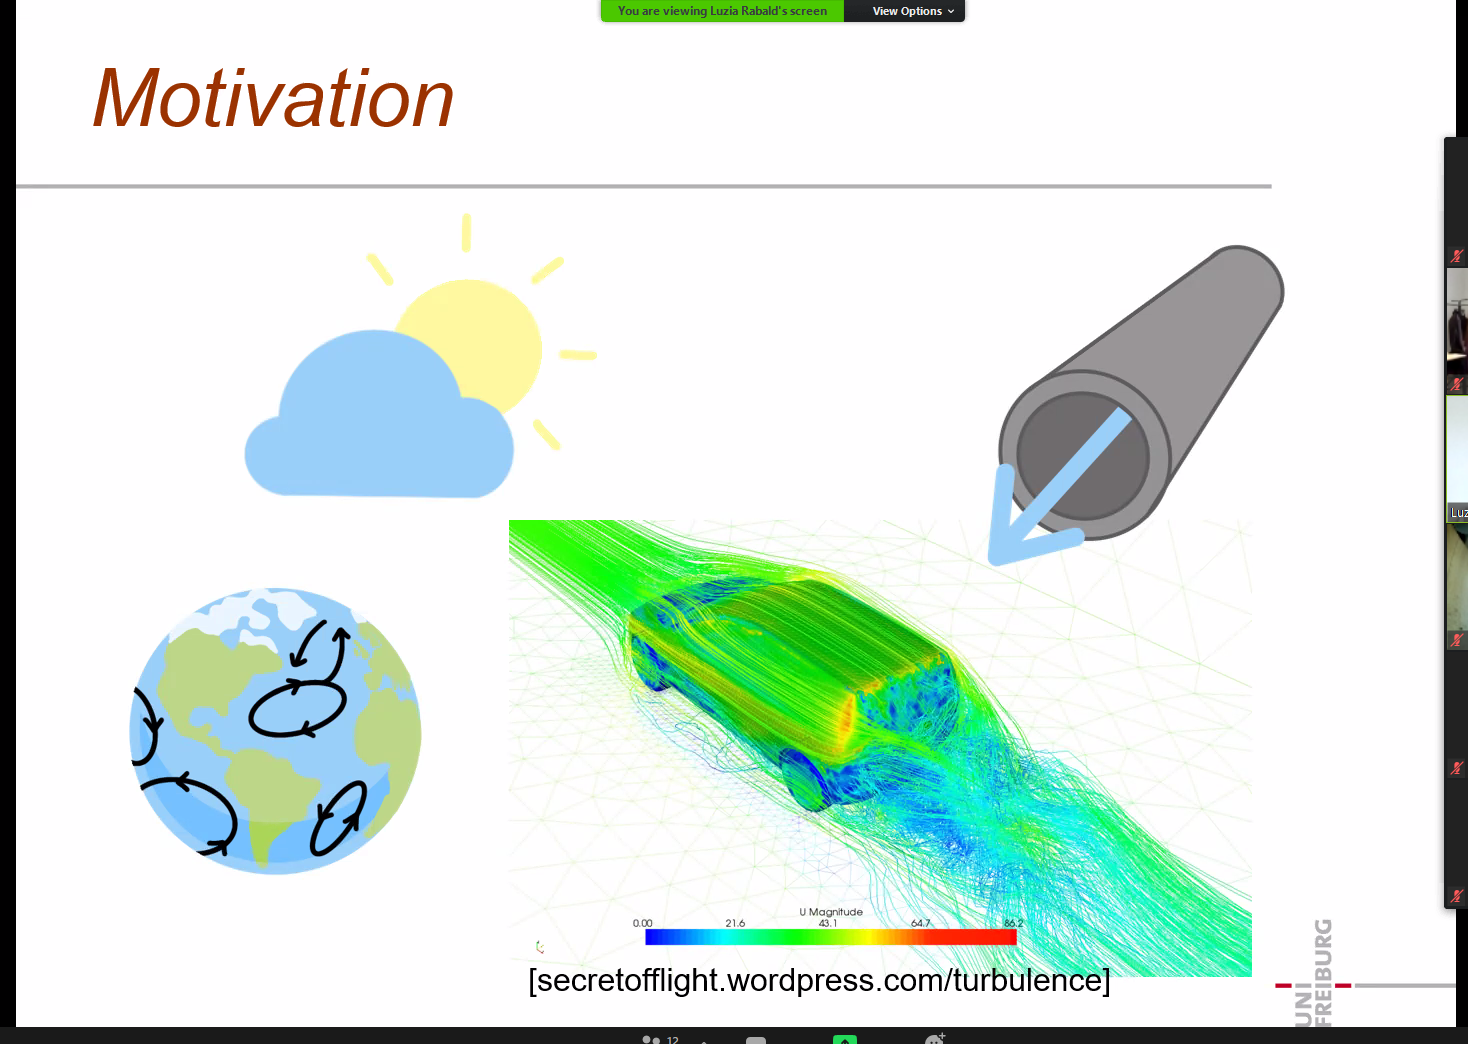 You are viewing Luzia Rabald's screen
View Options
Motivation
U Magnitude
0.00 21.6 43.1 64.7 86.2
[secretofflight.wordpress.com/turbulence]
UNI
FREIBURG
Luz
12